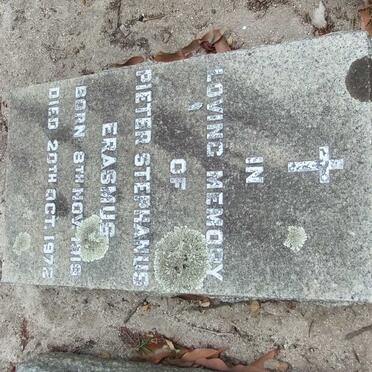 IN
LOVING MEMORY
OF
PIETER STEPHANUS
ERASMUS
BORN 8TH NOV. 1918
DIED 20TH OCT. 1972